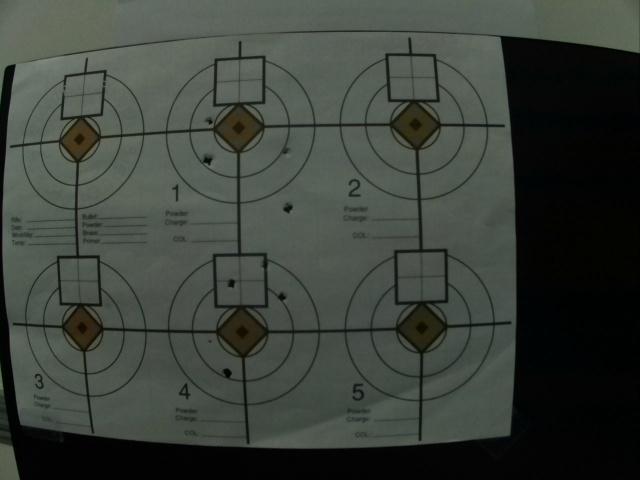 1
2
Rifle:
Bullet:
Date:
Powder:
Brass:
Temp:
Primer:
Powder
Charge:
COL:
Powder
Charge:
COL:
3
4
5
Powder
Charge:
COL:
Powder
Charge:
COL:
Powder
Charge:
COL: